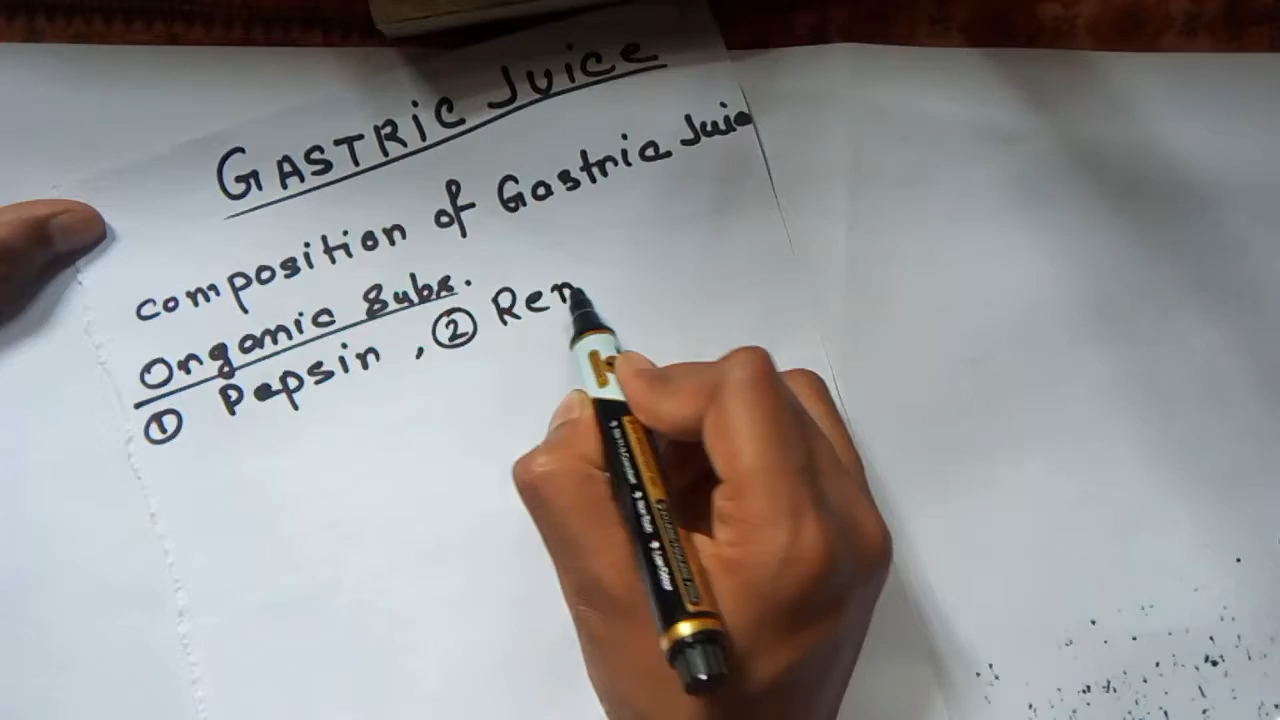 GASTRIC JUICE
composition of Gastric Juic
Organic Subs.
① Pepsin , ② Ren